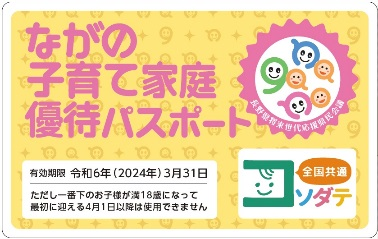 ながの
子育て家庭
優待パスポート
長野県将来世代応援県民会議
有効期限 令和6年(2024年)3月31日
ただし一番下のお子様が満18歳になって
最初に迎える4月1日以降は使用できません
全国共通
コソダテ